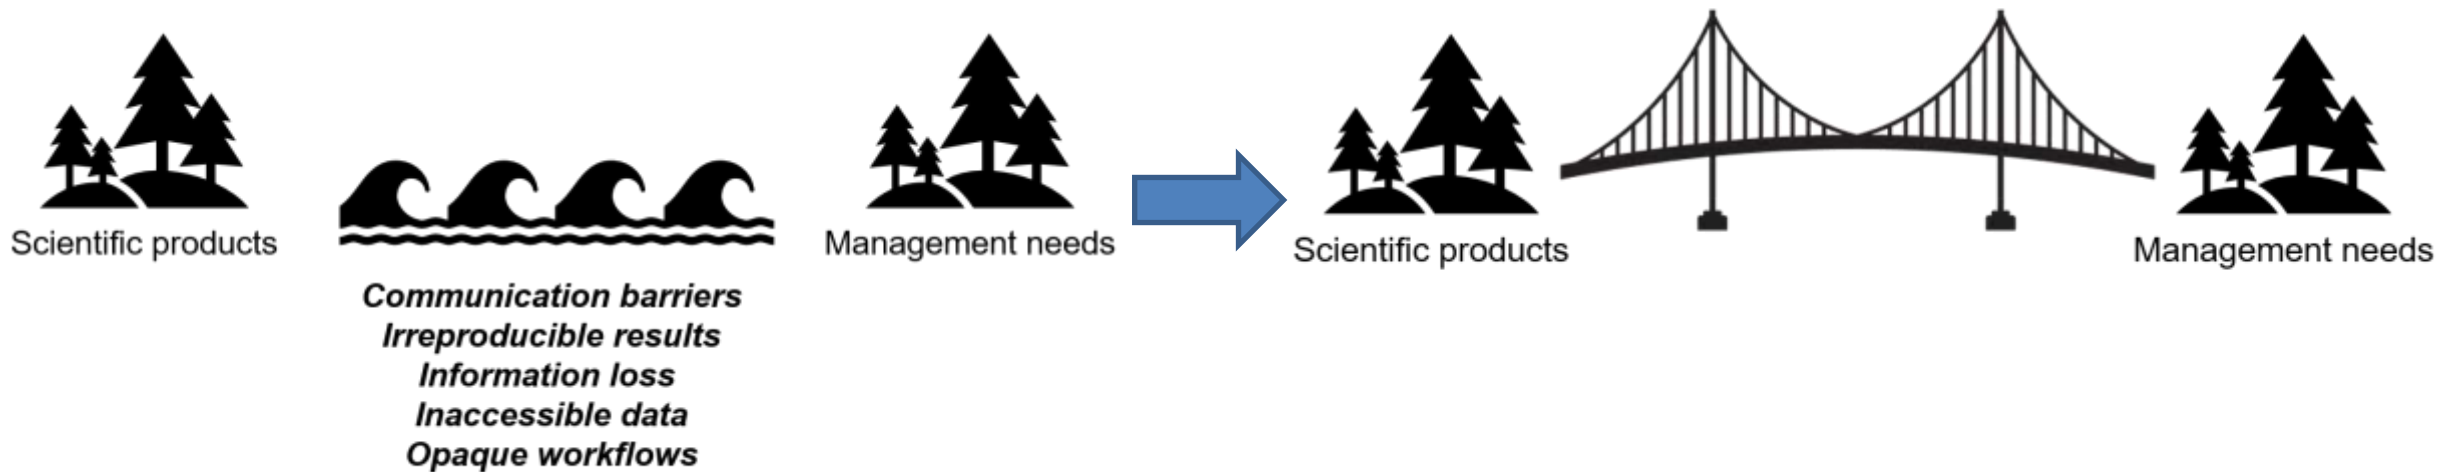 Scientific products
Management needs
Communication barriers
Irreproducible results
Information loss
Inaccessible data
Opaque workflows
Scientific products
Management needs